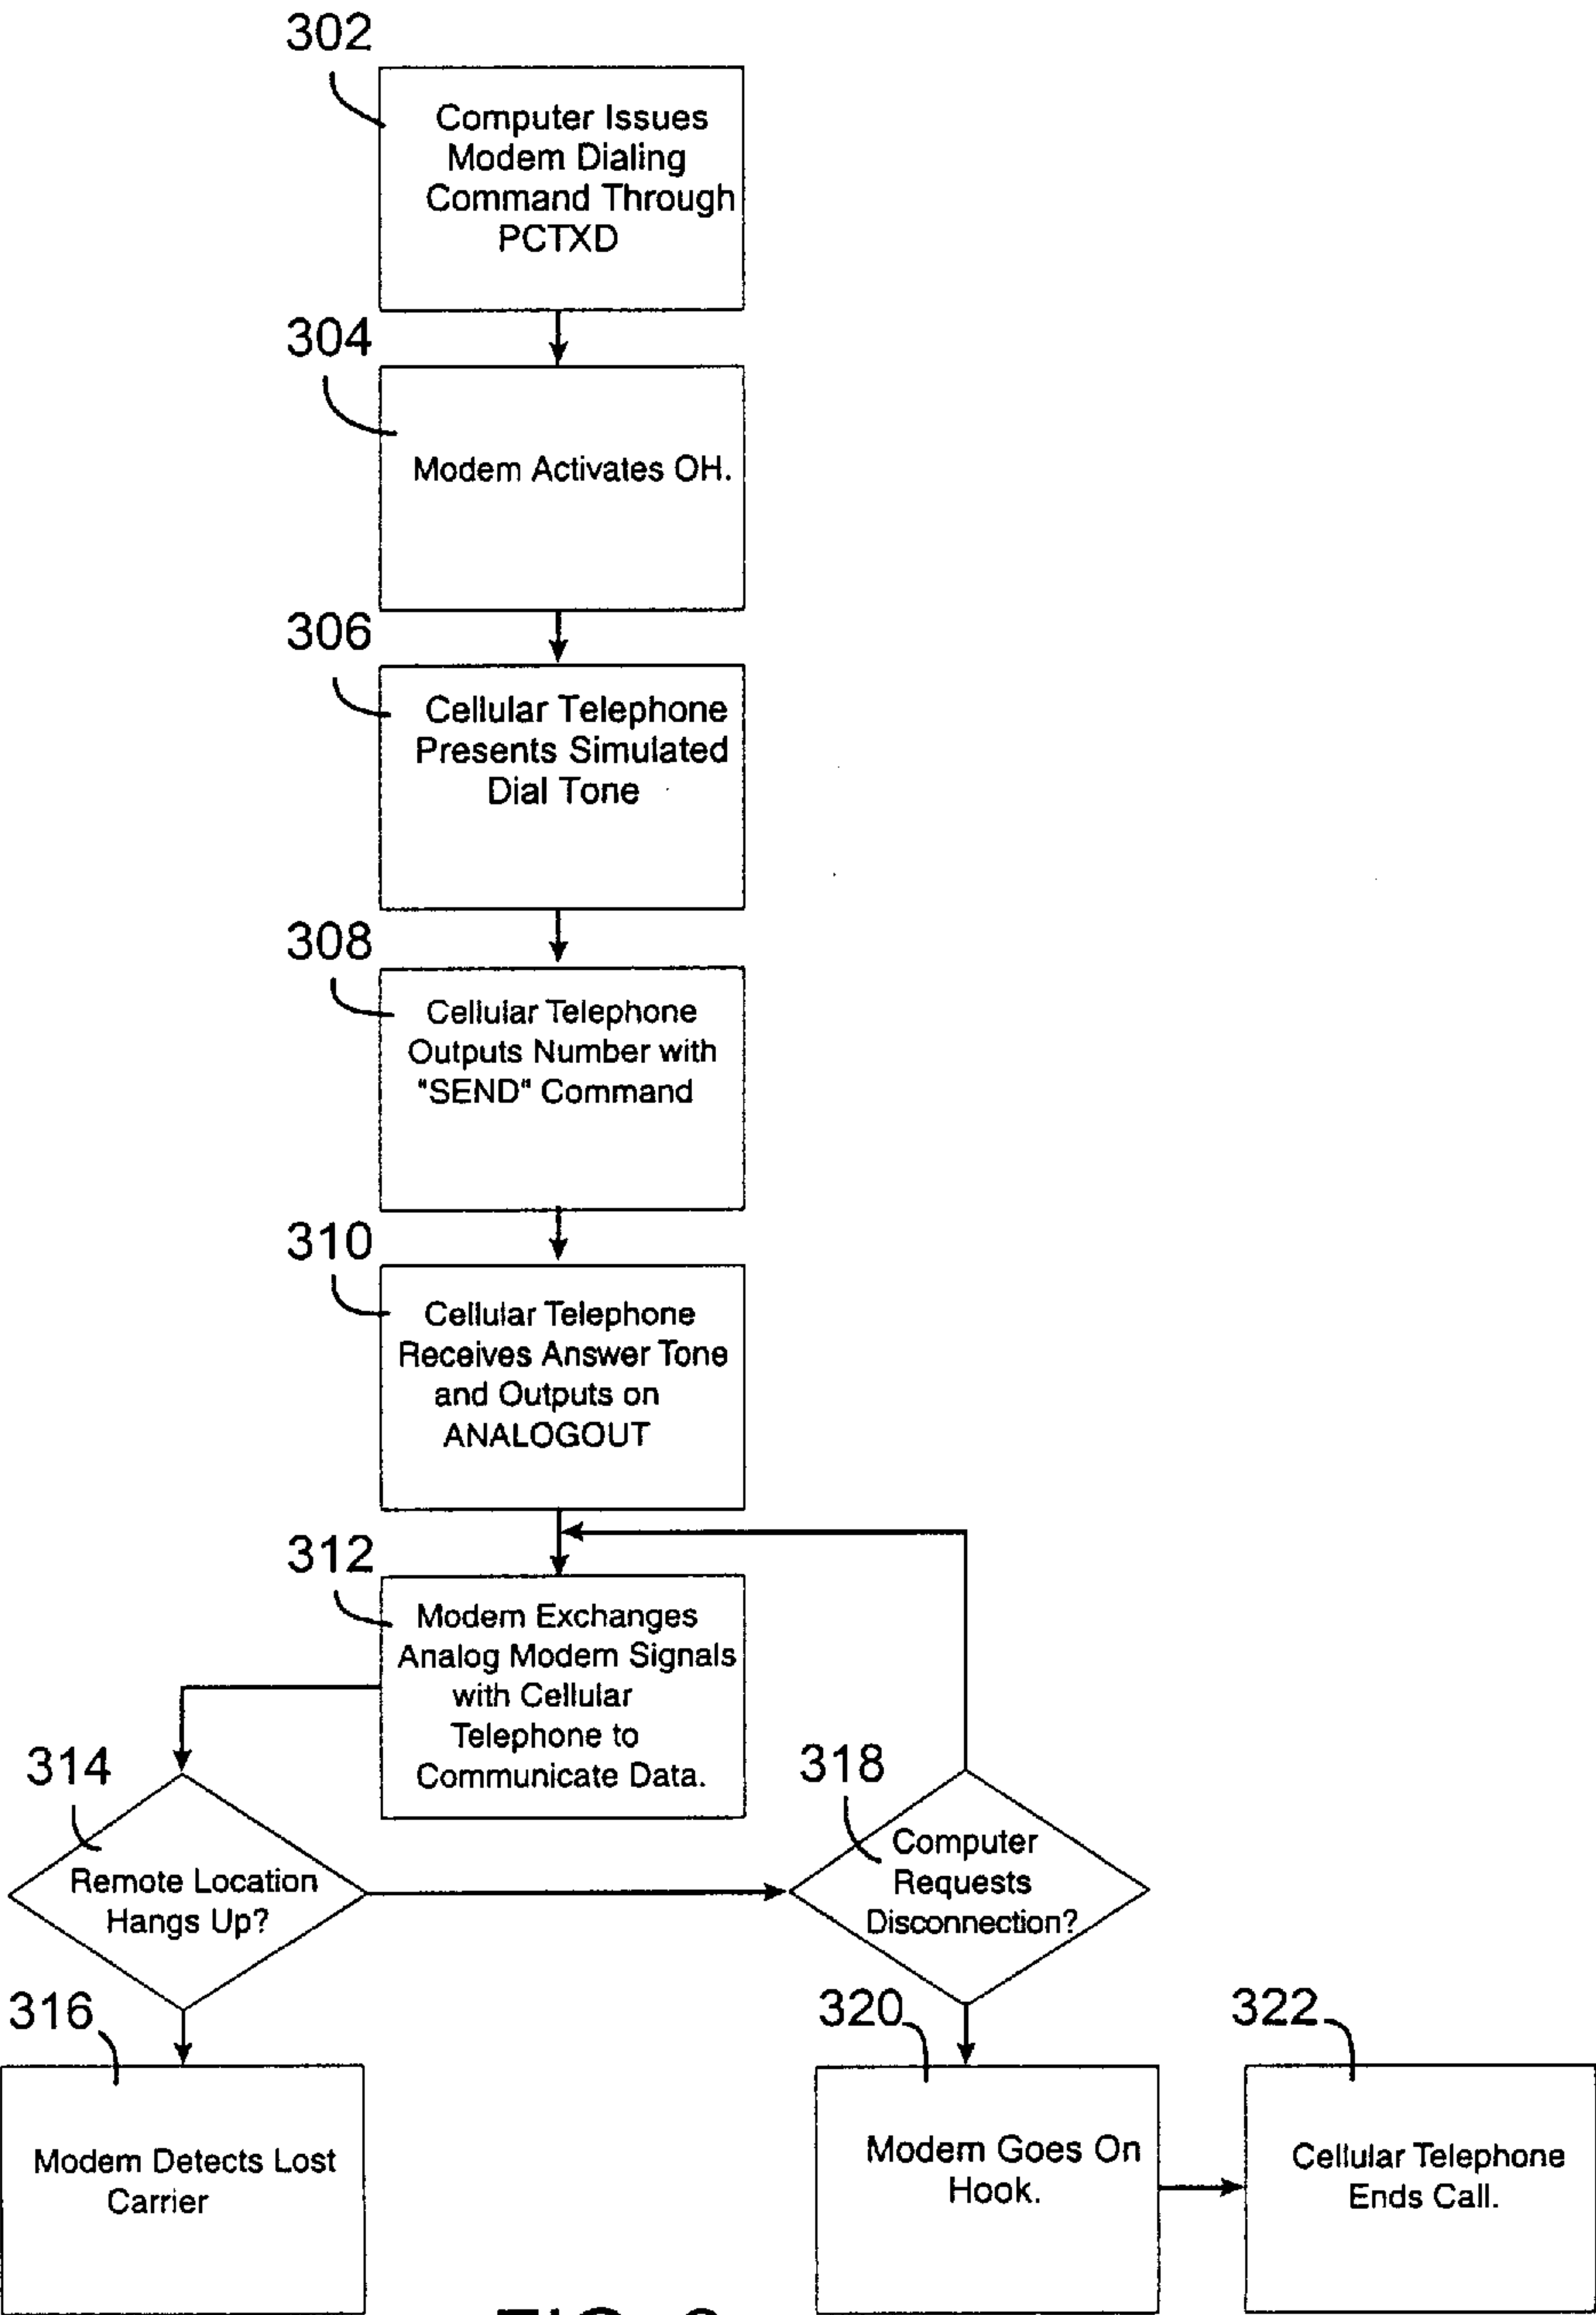 302
Computer Issues
Modem Dialing
Command Through
PCTXD
304
Modem Activates OH.
306
Cellular Telephone
Presents Simulated
Dial Tone
308
Cellular Telephone
Outputs Number with
"SEND" Command
310
Cellular Telephone
Receives Answer Tone
and Outputs on
ANALOGOUT
312
Modem Exchanges
Analog Modem Signals
with Cellular
Telephone to
Communicate Data.
314
Remote Location
Hangs Up?
318
Computer
Requests
Disconnection?
316
Modem Detects Lost
Carrier
320
Modem Goes On
Hook.
322
Cellular Telephone
Ends Call.